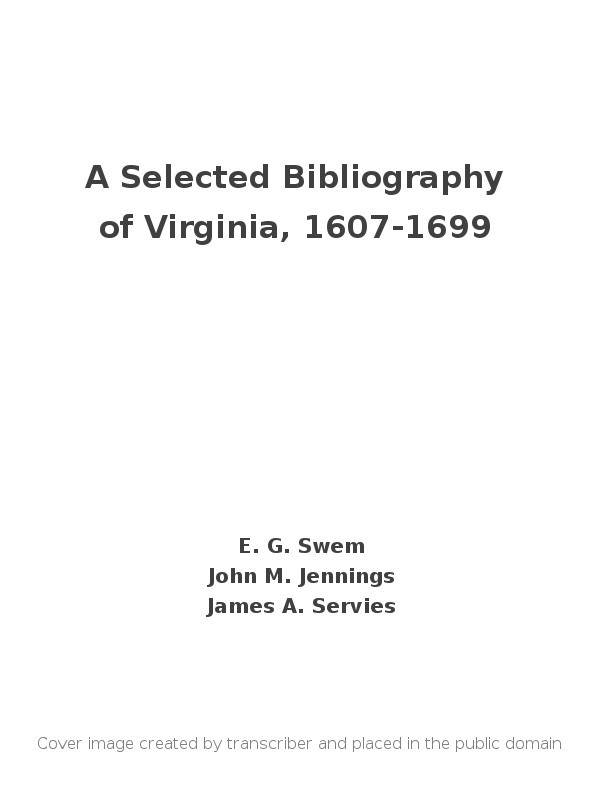 A Selected Bibliography
of Virginia, 1607-1699
E. G. Swem
John M. Jennings
James A. Servies
Cover image created by transcriber and placed in the public domain